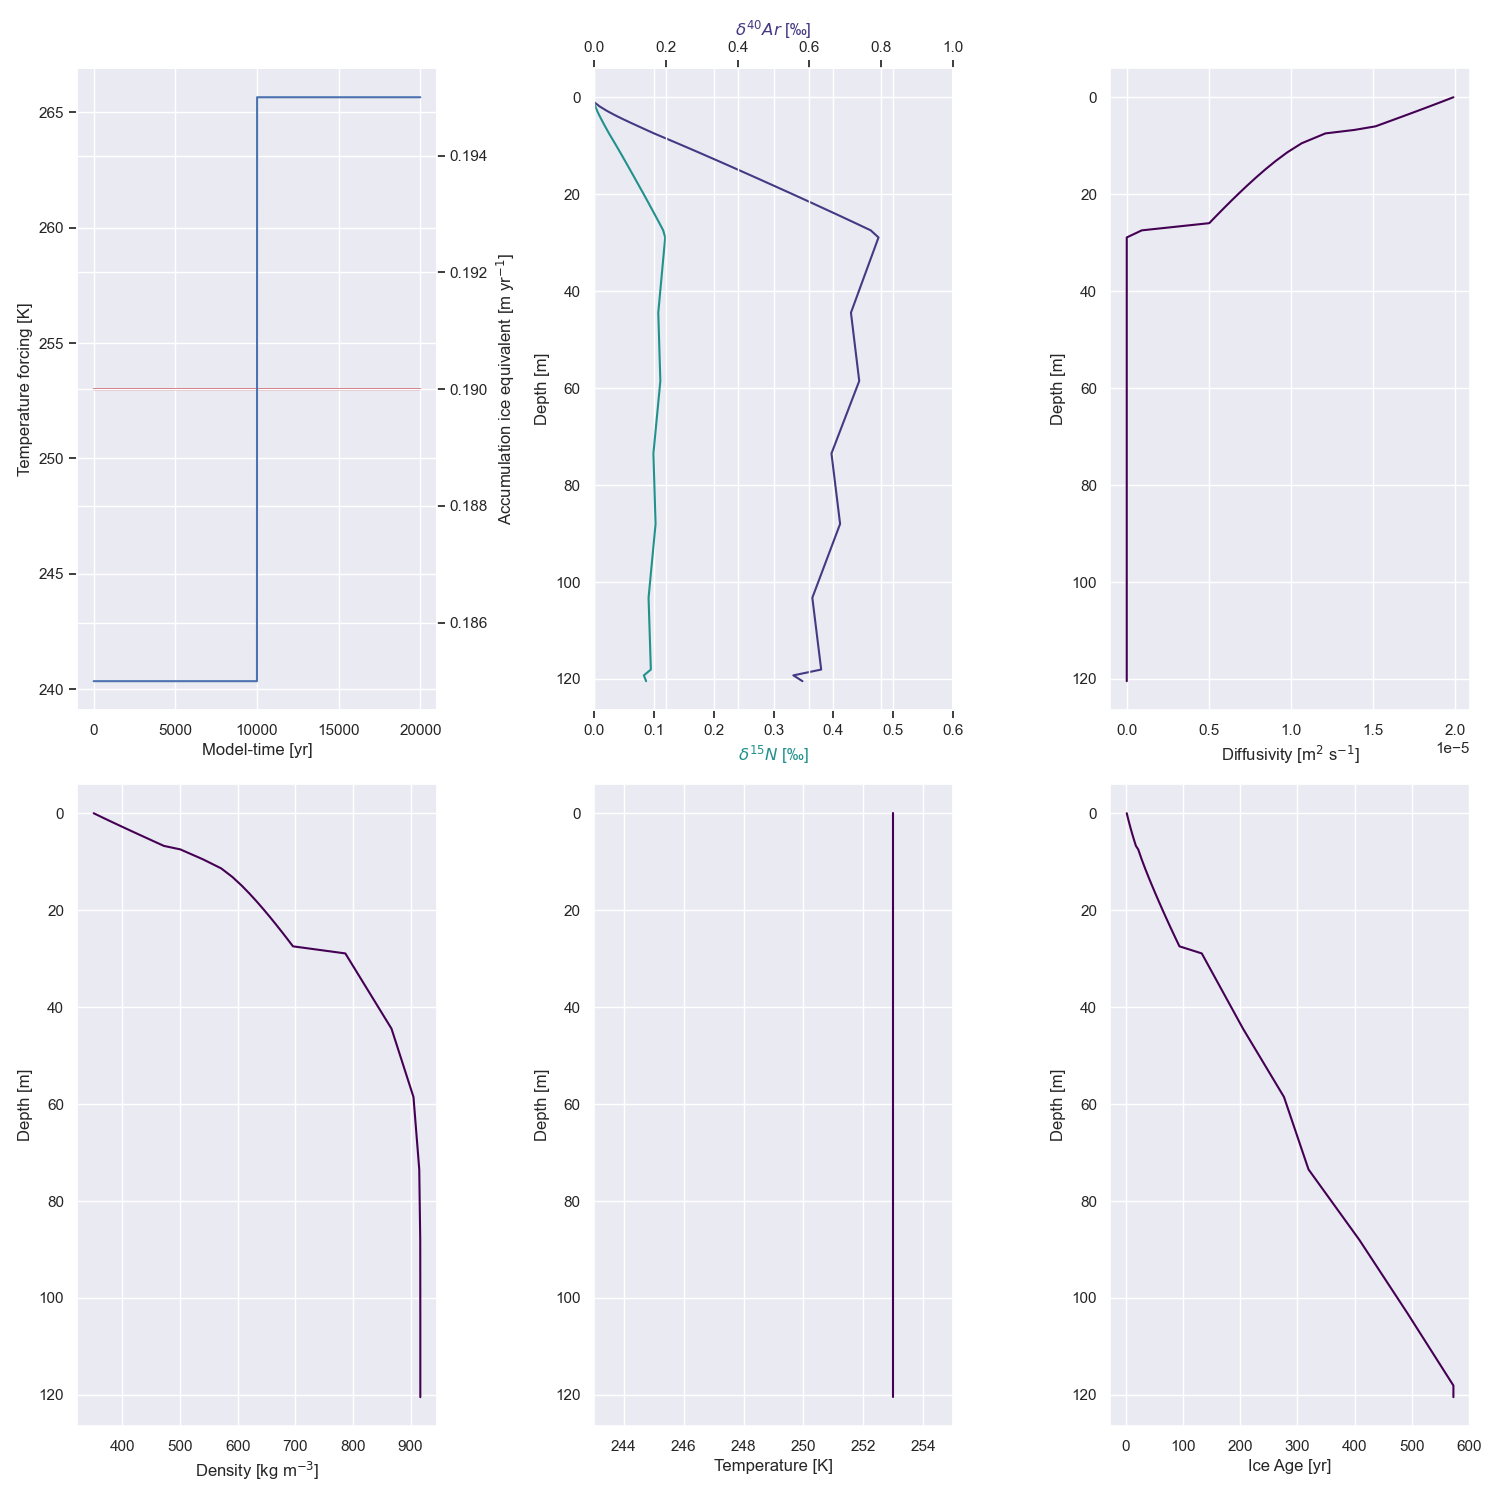 265
260
255
250
245
240
Temperature forcing [K]
0 5000 10000 15000 20000
Model-time [yr]
0.194
0.192
0.190
0.188
0.186
Accumulation ice equivalent [m yr⁻¹]
δ⁴⁰Ar [‰]
0.0 0.2 0.4 0.6 0.8 1.0
0
20
40
60
80
100
120
Depth [m]
0.0 0.1 0.2 0.3 0.4 0.5 0.6
δ¹⁵N [‰]
0
20
40
60
80
100
120
Depth [m]
0.0 0.5 1.0 1.5 2.0
1e−5
Diffusivity [m² s⁻¹]
0
20
40
60
80
100
120
Depth [m]
400 500 600 700 800 900
Density [kg m⁻³]
0
20
40
60
80
100
120
Depth [m]
244 246 248 250 252 254
Temperature [K]
0
20
40
60
80
100
120
Depth [m]
0 100 200 300 400 500 600
Ice Age [yr]